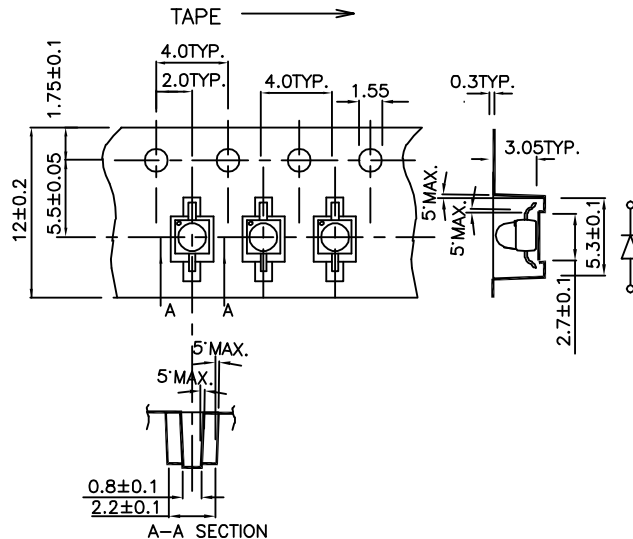 TAPE
4.0TYP.
2.0TYP.
4.0TYP.
1.55
0.3TYP.
1.75±0.1
3.05TYP.
12±0.2
5.5±0.05
5°MAX.
5°MAX.
5.3±0.1
2.7±0.1
A
A
5°MAX.
5°MAX.
0.8±0.1
2.2±0.1
A-A SECTION